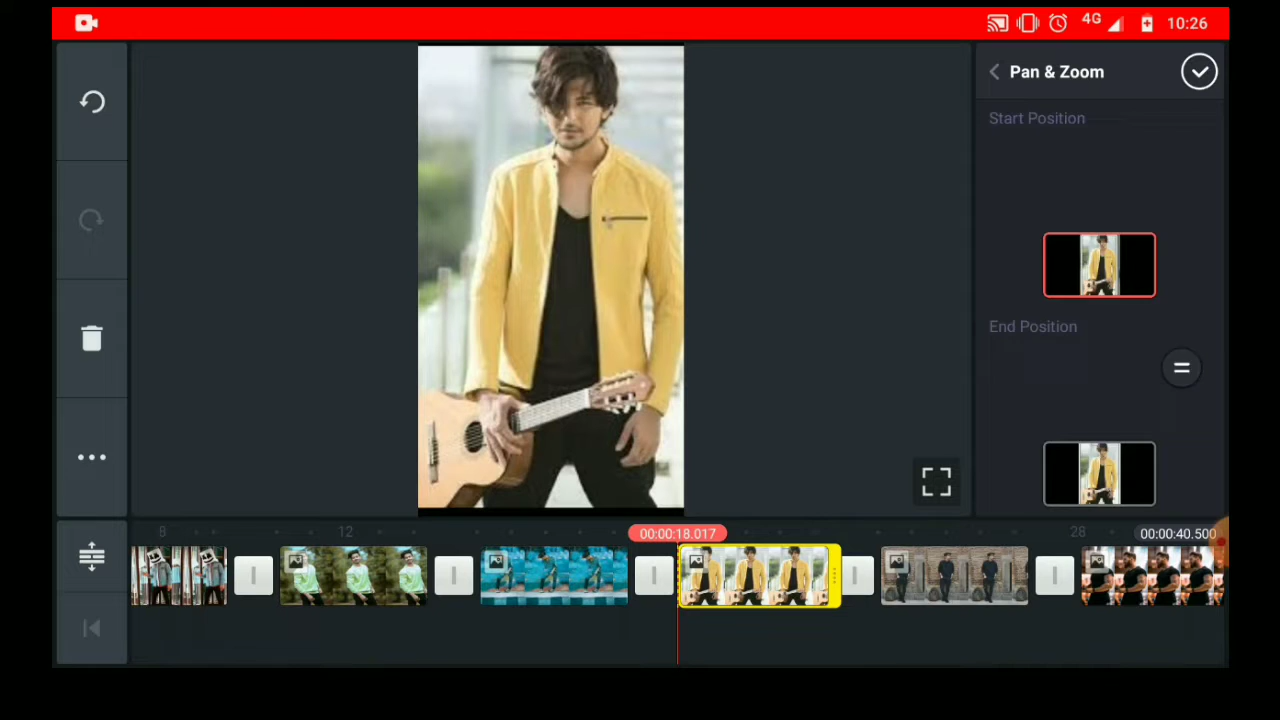 4G 10:26
Pan & Zoom
Start Position
End Position
8 12 00:00:18.017 28 00:00:40.500